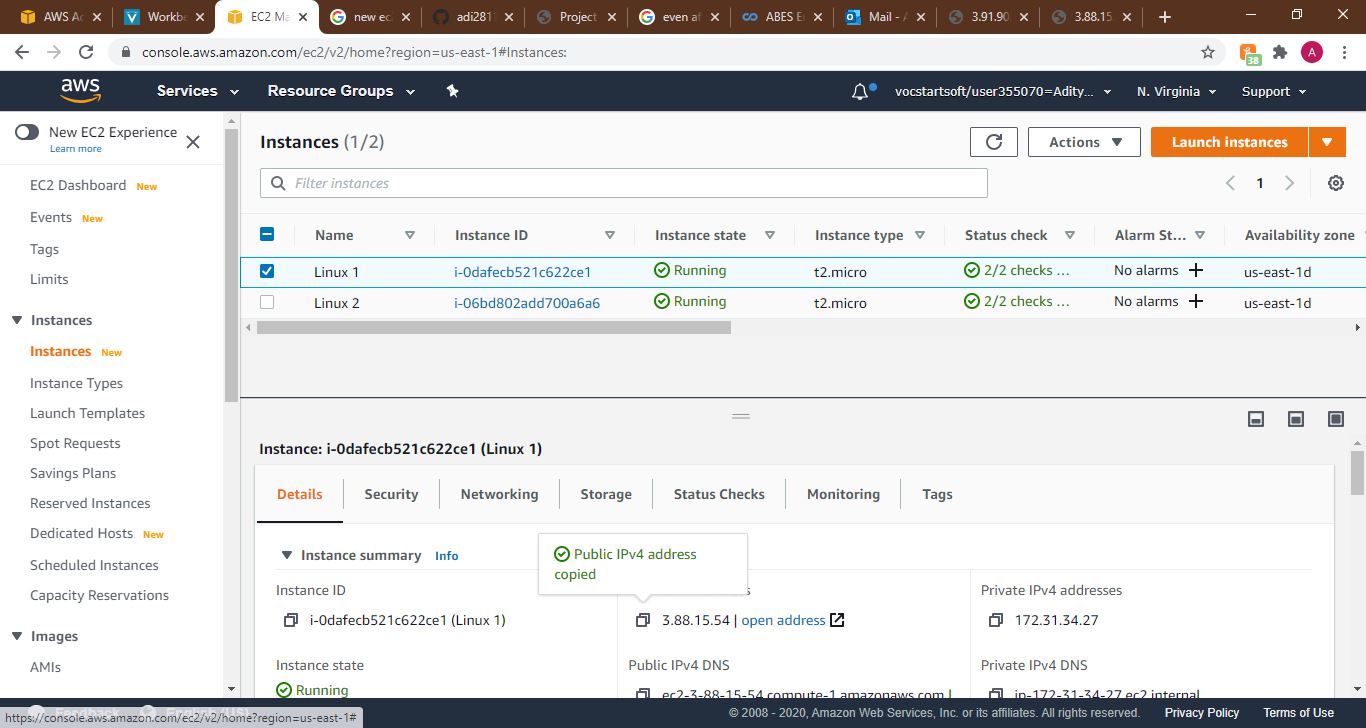 AWS Ac
Workbe
EC2 Ma
new ec
adi281
Project
even af
ABES E
Mail - A
3.91.90
3.88.15
console.aws.amazon.com/ec2/v2/home?region=us-east-1#Instances:
38
A
aws
Services
Resource Groups
vocstartsoft/user355070=Adity...
N. Virginia
Support
New EC2 Experience
Learn more
EC2 Dashboard New
Events New
Tags
Limits
Instances
Instances New
Instance Types
Launch Templates
Spot Requests
Savings Plans
Reserved Instances
Dedicated Hosts New
Scheduled Instances
Capacity Reservations
Images
AMIs
Instances (1/2)
Actions
Launch instances
Filter instances
1
Name Instance ID Instance state Instance type Status check Alarm St... Availability zone
Linux 1 i-0dafecb521c622ce1 Running t2.micro 2/2 checks ... No alarms + us-east-1d
Linux 2 i-06bd802add700a6a6 Running t2.micro 2/2 checks ... No alarms + us-east-1d
Instance: i-0dafecb521c622ce1 (Linux 1)
Details Security Networking Storage Status Checks Monitoring Tags
Instance summary Info
Public IPv4 address
copied
Instance ID
i-0dafecb521c622ce1 (Linux 1)
3.88.15.54 | open address
Private IPv4 addresses
172.31.34.27
Instance state
Running
Public IPv4 DNS
ec2-3-88-15-54.compute-1.amazonaws.com |
Private IPv4 DNS
ip-172-31-34-27.ec2.internal
https://console.aws.amazon.com/ec2/v2/home?region=us-east-1#
© 2008 - 2020, Amazon Web Services, Inc. or its affiliates. All rights reserved.
Privacy Policy
Terms of Use